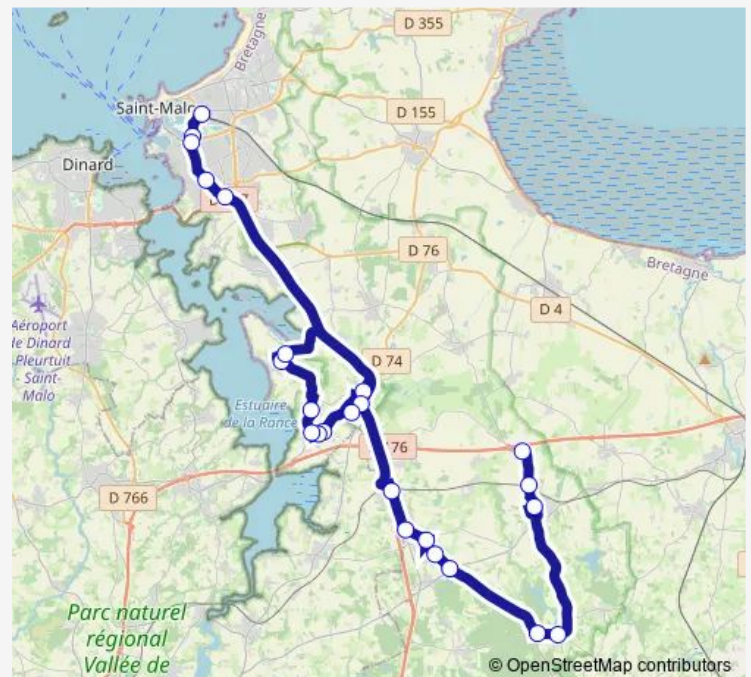 D 355
Bretagne
Saint-Malo
D 155
Dinard
D 76
Bretagne
D 4
Aéroport
de Dinard
Pleurtuit
- Saint-
Malo
D 74
Estuaire
de la Rance
D 766
Parc naturel
régional
Vallée de
© OpenStreetMap contributors